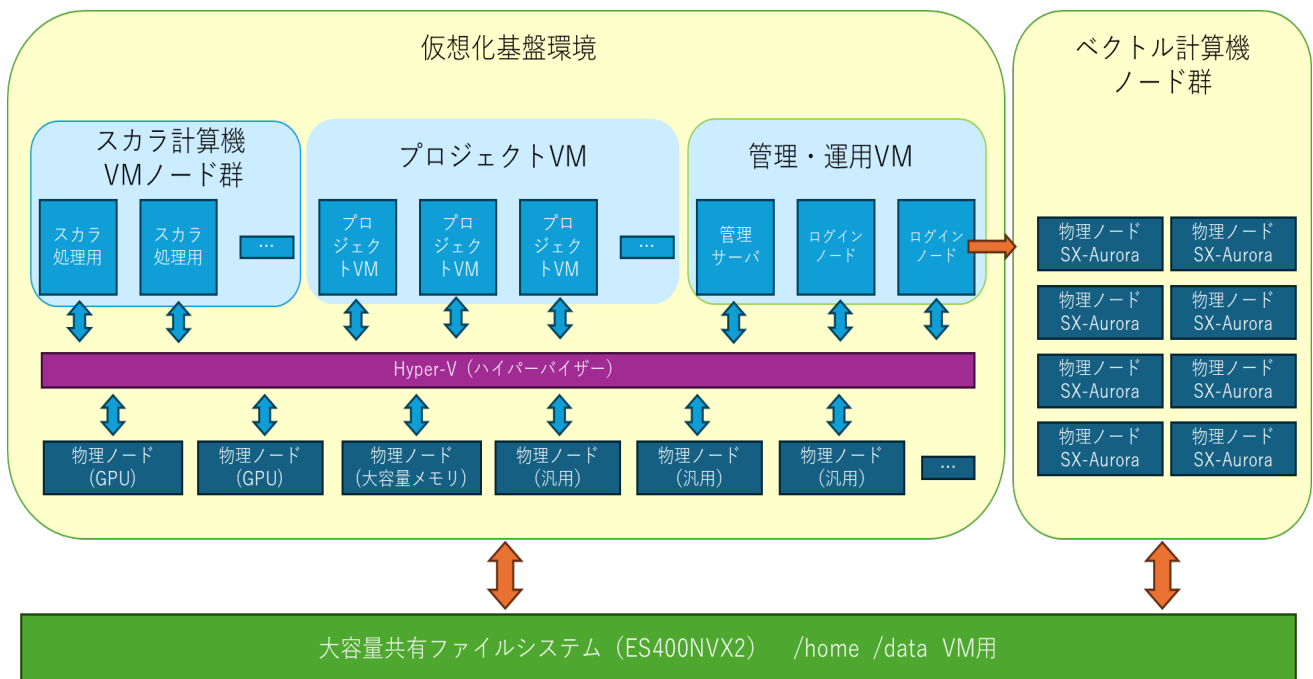 仮想化基盤環境
スカラ計算機
VMノード群
スカラ
処理用
スカラ
処理用
…
プロジェクトVM
プロ
ジェク
トVM
プロ
ジェク
トVM
プロ
ジェク
トVM
…
管理・運用VM
管理
サーバ
ログイン
ノード
ログイン
ノード
Hyper-V（ハイパーバイザー）
物理ノード
(GPU)
物理ノード
(GPU)
物理ノード
(大容量メモリ)
物理ノード
(汎用)
物理ノード
(汎用)
物理ノード
(汎用)
…
ベクトル計算機
ノード群
物理ノード
SX-Aurora
物理ノード
SX-Aurora
物理ノード
SX-Aurora
物理ノード
SX-Aurora
物理ノード
SX-Aurora
物理ノード
SX-Aurora
物理ノード
SX-Aurora
物理ノード
SX-Aurora
大容量共有ファイルシステム（ES400NVX2） /home /data VM用